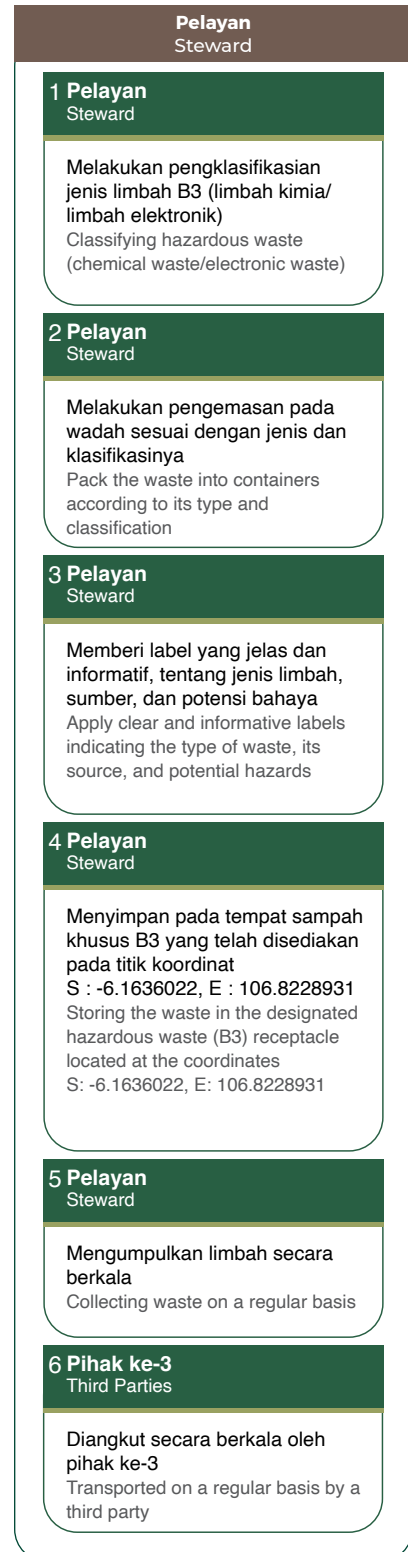 Pelayan
Steward
1 Pelayan
Steward
Melakukan pengklasifikasian
jenis limbah B3 (limbah kimia/
limbah elektronik)
Classifying hazardous waste
(chemical waste/electronic waste)
2 Pelayan
Steward
Melakukan pengemasan pada
wadah sesuai dengan jenis dan
klasifikasinya
Pack the waste into containers
according to its type and
classification
3 Pelayan
Steward
Memberi label yang jelas dan
informatif, tentang jenis limbah,
sumber, dan potensi bahaya
Apply clear and informative labels
indicating the type of waste, its
source, and potential hazards
4 Pelayan
Steward
Menyimpan pada tempat sampah
khusus B3 yang telah disediakan
pada titik koordinat
S : -6.1636022, E : 106.8228931
Storing the waste in the designated
hazardous waste (B3) receptacle
located at the coordinates
S: -6.1636022, E: 106.8228931
5 Pelayan
Steward
Mengumpulkan limbah secara
berkala
Collecting waste on a regular basis
6 Pihak ke-3
Third Parties
Diangkut secara berkala oleh
pihak ke-3
Transported on a regular basis by a
third party